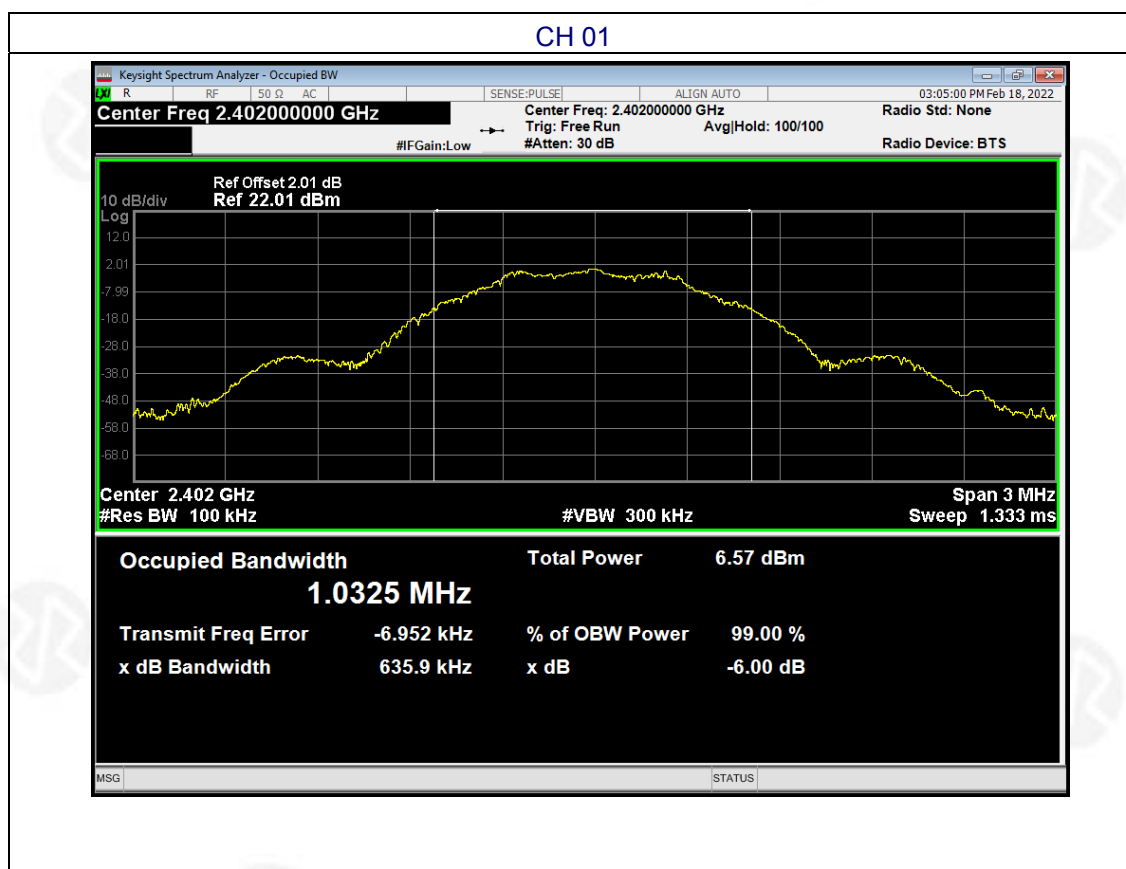 CH 01
Keysight Spectrum Analyzer - Occupied BW
LXI R RF 50 Ω AC SENSE:PULSE ALIGN AUTO 03:05:00 PM Feb 18, 2022
Center Freq 2.402000000 GHz
Center Freq: 2.402000000 GHz Radio Std: None
Trig: Free Run Avg|Hold: 100/100
#IFGain:Low #Atten: 30 dB Radio Device: BTS
Ref Offset 2.01 dB
10 dB/div Ref 22.01 dBm
Log
12.0
2.01
-7.99
-18.0
-28.0
-38.0
-48.0
-58.0
-68.0
Center 2.402 GHz Span 3 MHz
#Res BW 100 kHz #VBW 300 kHz Sweep 1.333 ms
Occupied Bandwidth Total Power 6.57 dBm
1.0325 MHz
Transmit Freq Error -6.952 kHz % of OBW Power 99.00 %
x dB Bandwidth 635.9 kHz x dB -6.00 dB
MSG STATUS